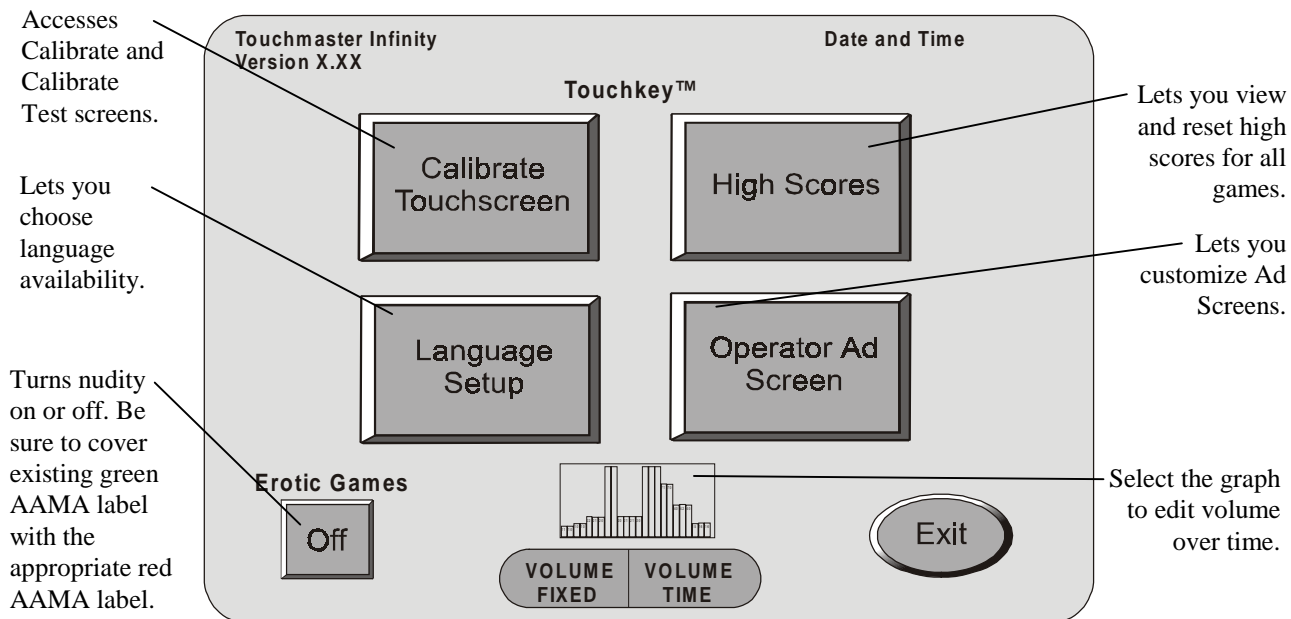 Accesses
Calibrate and
Calibrate
Test screens.
Lets you
choose
language
availability.
Turns nudity
on or off. Be
sure to cover
existing green
AAMA label
with the
appropriate red
AAMA label.
Touchmaster Infinity
Version X.XX
Date and Time
Touchkey™
Calibrate
Touchscreen
High Scores
Language
Setup
Operator Ad
Screen
Erotic Games
Off
VOLUME
FIXED
VOLUME
TIME
Exit
Lets you view
and reset high
scores for all
games.
Lets you
customize Ad
Screens.
Select the graph
to edit volume
over time.